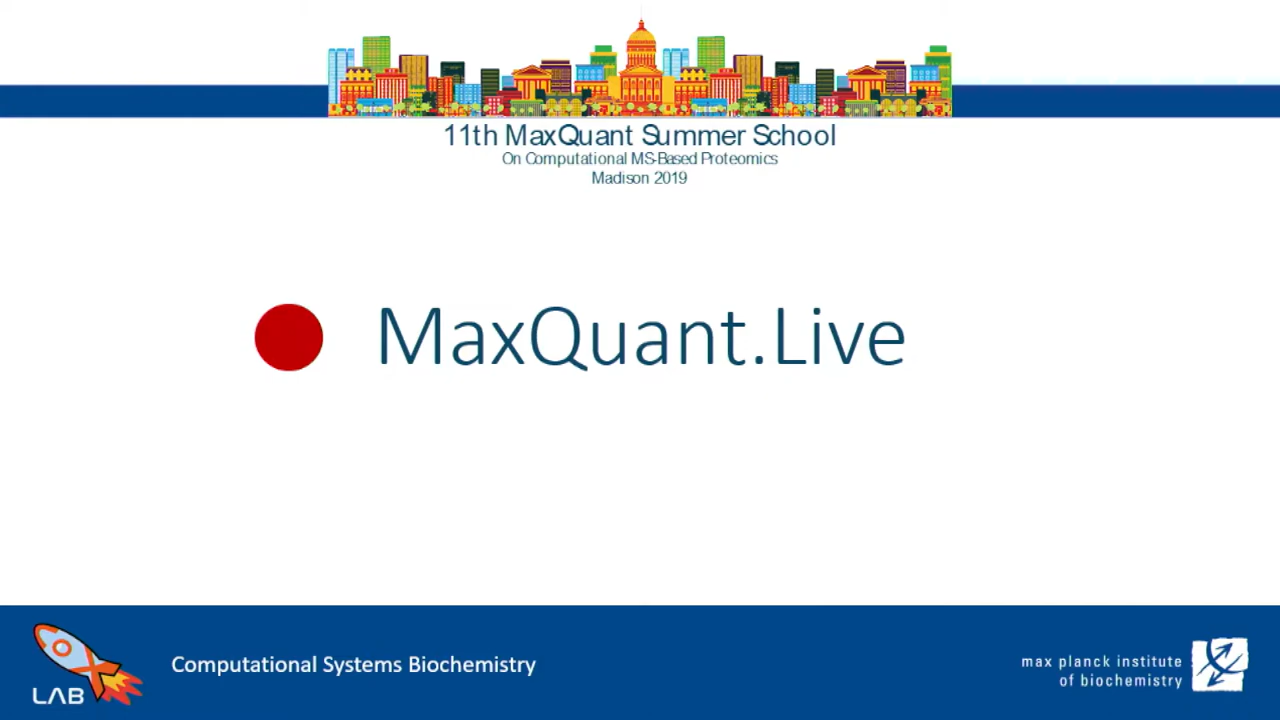 11th MaxQuant Summer School
On Computational MS-Based Proteomics
Madison 2019
MaxQuant.Live
LAB
Computational Systems Biochemistry
max planck institute
of biochemistry